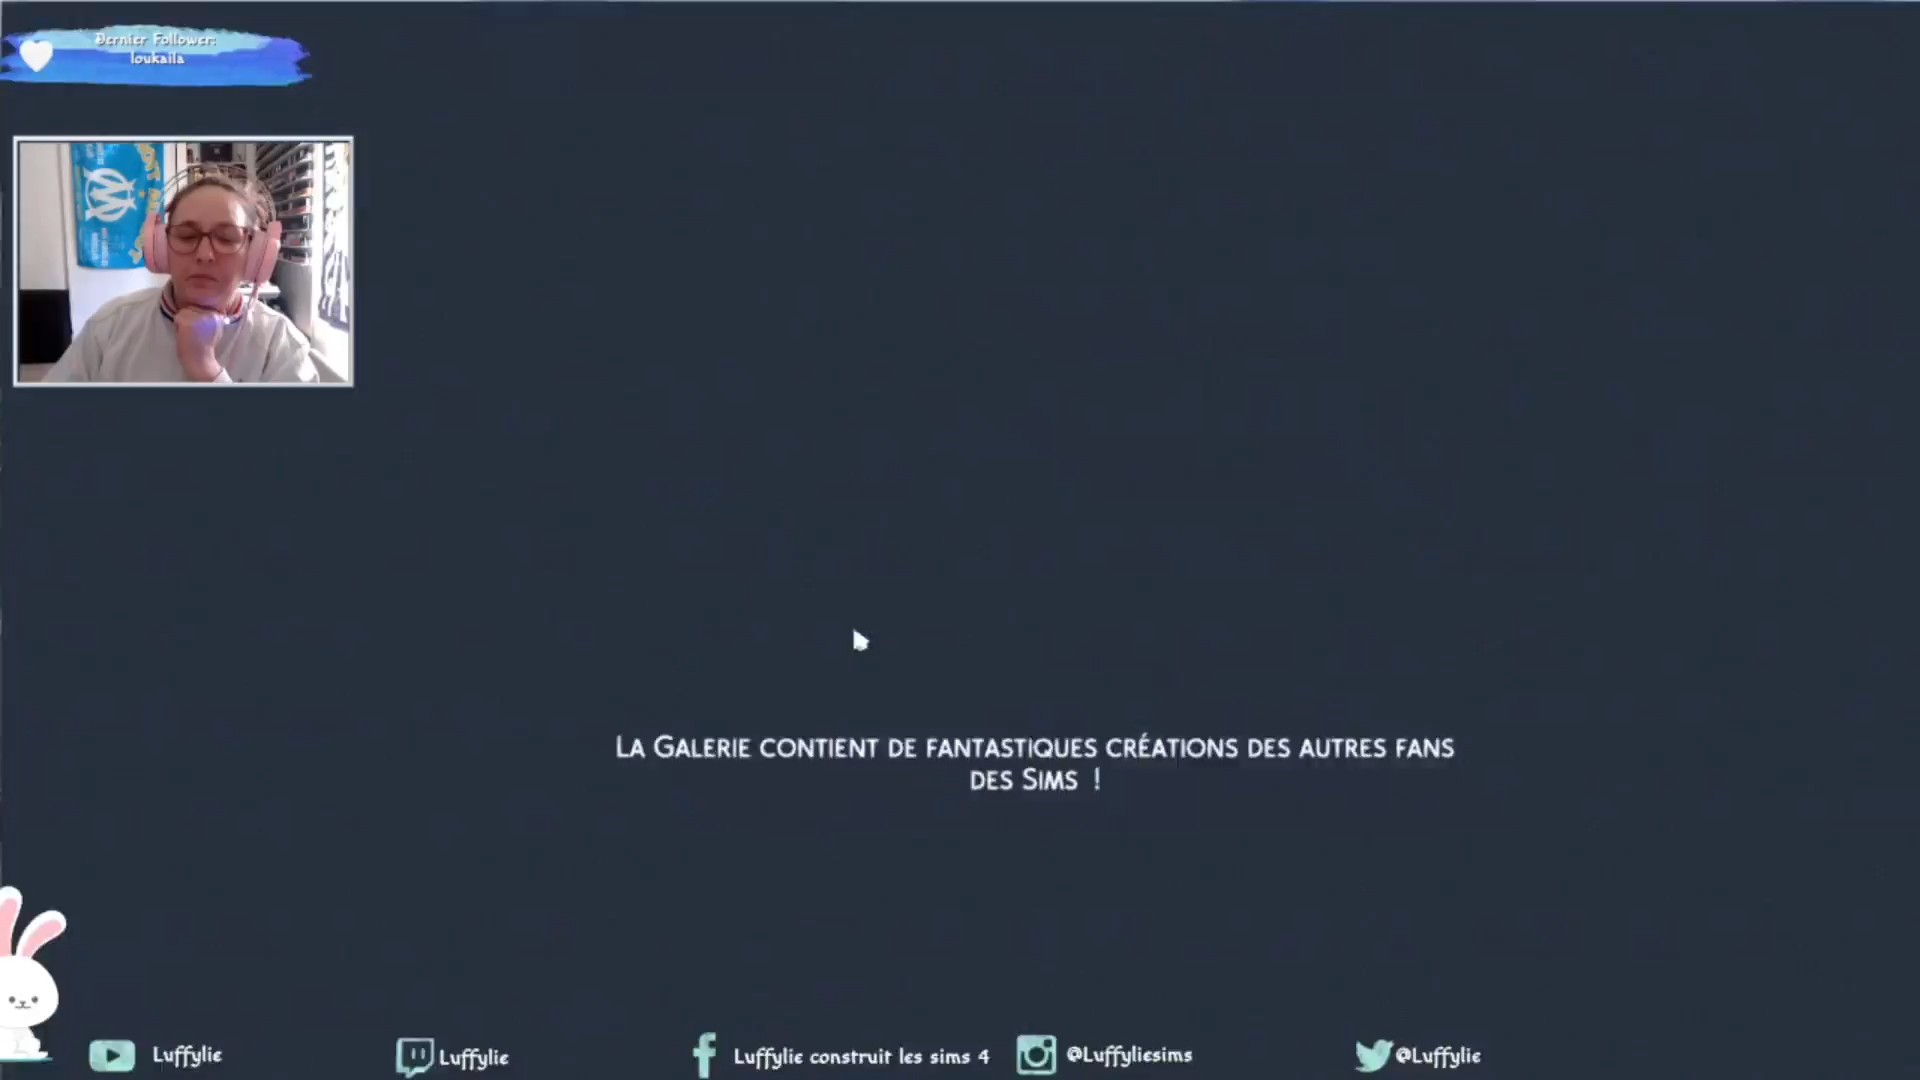 Dernier Follower:
loukaila
LA GALERIE CONTIENT DE FANTASTIQUES CRÉATIONS DES AUTRES FANS
DES SIMS !
Luffylie
Luffylie
Luffylie construit les sims 4
@Luffyliesims
@Luffylie